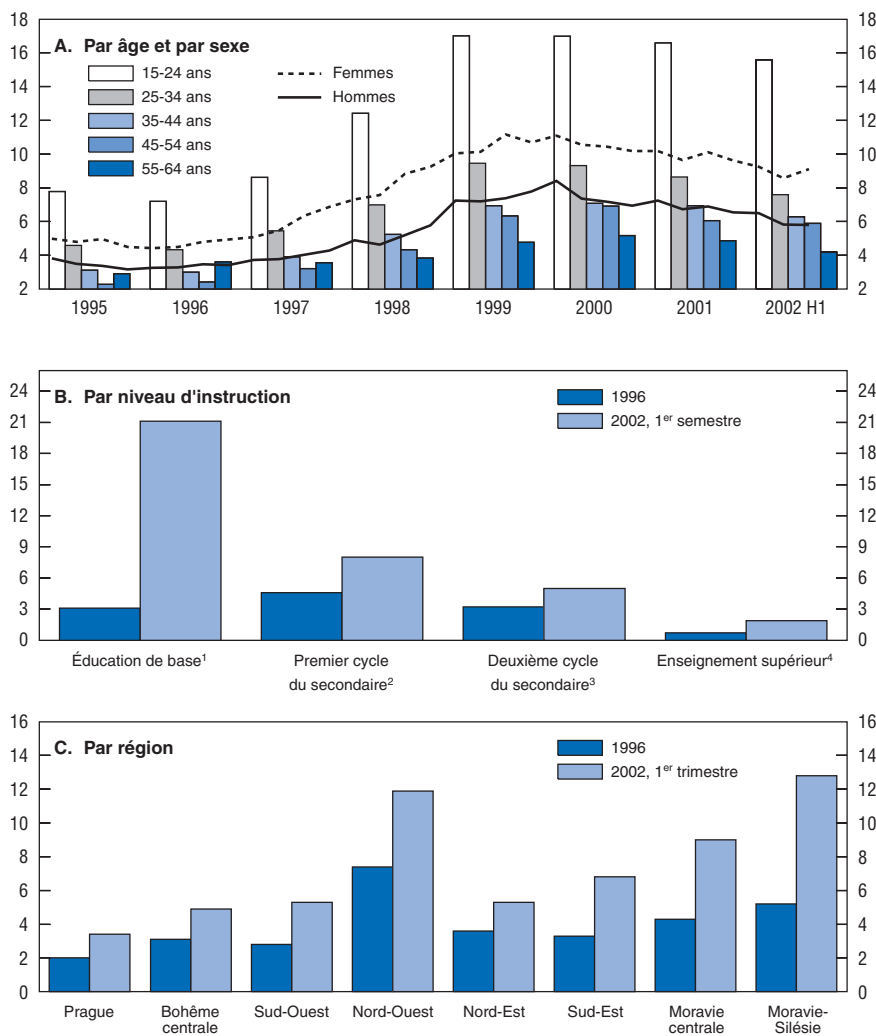 18 18
A. Par âge et par sexe
15-24 ans
25-34 ans
35-44 ans
45-54 ans
55-64 ans
Femmes
Hommes
16 16
14 14
12 12
10 10
8 8
6 6
4 4
2 2
1995 1996 1997 1998 1999 2000 2001 2002 H1
B. Par niveau d'instruction
1996
2002, 1er semestre
24 24
21 21
18 18
15 15
12 12
9 9
6 6
3 3
0 0
Éducation de base1 Premier cycle Deuxième cycle Enseignement supérieur4
du secondaire2 du secondaire3
16 16
C. Par région
1996
2002, 1er trimestre
14 14
12 12
10 10
8 8
6 6
4 4
2 2
0 0
Prague Bohême Sud-Ouest Nord-Ouest Nord-Est Sud-Est Moravie Moravie-
centrale centrale Silésie